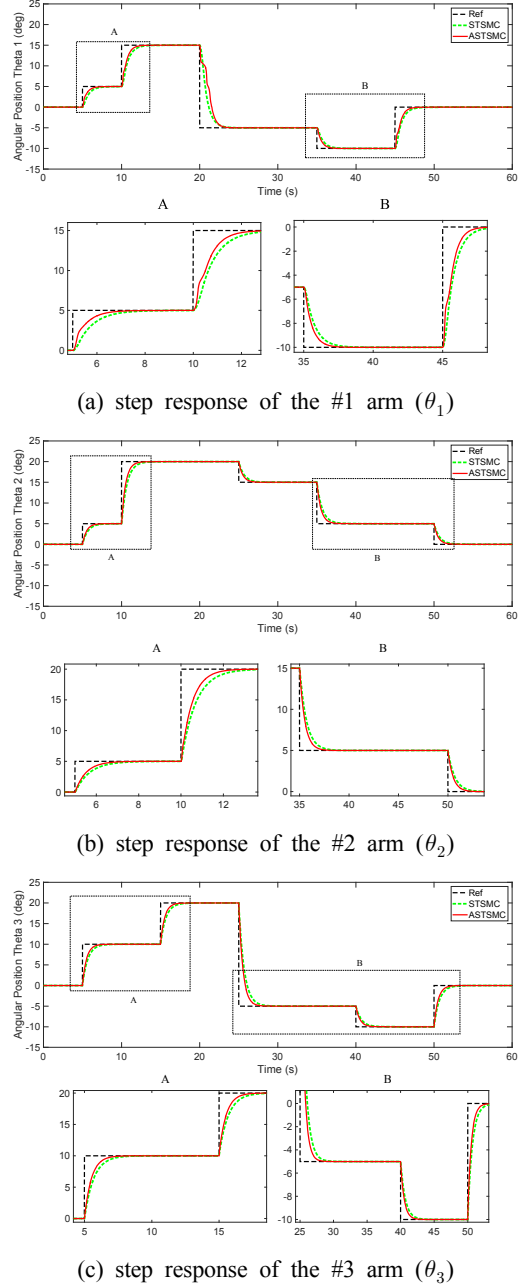 Angular Position Theta 1 (deg)
15
10
5
0
-5
-10
-15
A
B
Ref
STSMC
ASTSMC
0 10 20 30 40 50 60
Time (s)
A
15
10
5
0
6 8 10 12
B
0
-2
-4
-6
-8
-10
35 40 45
(a) step response of the #1 arm (θ₁)
Angular Position Theta 2 (deg)
25
20
15
10
5
0
-5
-10
-15
A
B
Ref
STSMC
ASTSMC
0 10 20 30 40 50 60
Time (s)
A
20
15
10
5
0
6 8 10 12
B
15
10
5
0
35 40 45 50
(b) step response of the #2 arm (θ₂)
Angular Position Theta 3 (deg)
25
20
15
10
5
0
-5
-10
-15
A
B
Ref
STSMC
ASTSMC
0 10 20 30 40 50 60
Time (s)
A
20
15
10
5
0
5 10 15
B
0
-2
-4
-6
-8
-10
25 30 35 40 45 50
(c) step response of the #3 arm (θ₃)